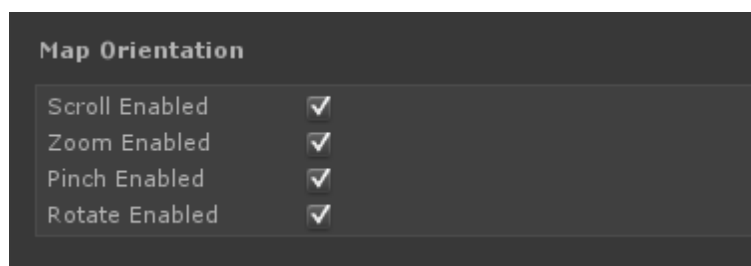 Map Orientation
Scroll Enabled
Zoom Enabled
Pinch Enabled
Rotate Enabled